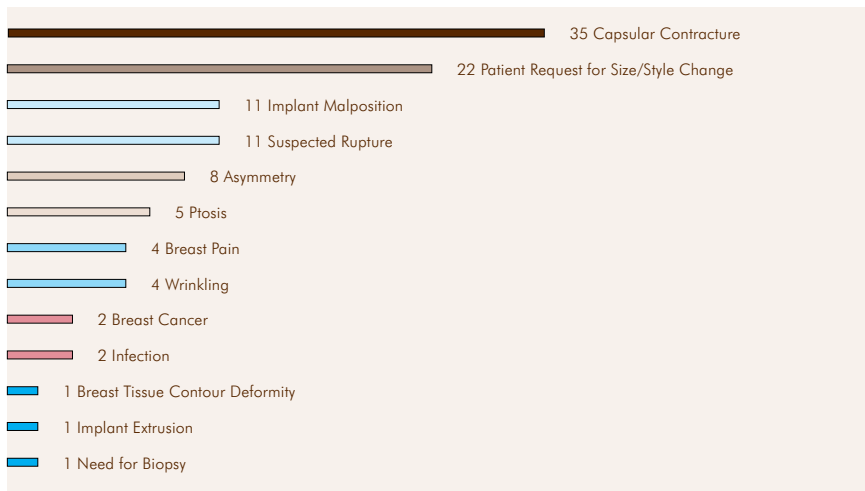 35 Capsular Contracture
22 Patient Request for Size/Style Change
11 Implant Malposition
11 Suspected Rupture
8 Asymmetry
5 Ptosis
4 Breast Pain
4 Wrinkling
2 Breast Cancer
2 Infection
1 Breast Tissue Contour Deformity
1 Implant Extrusion
1 Need for Biopsy